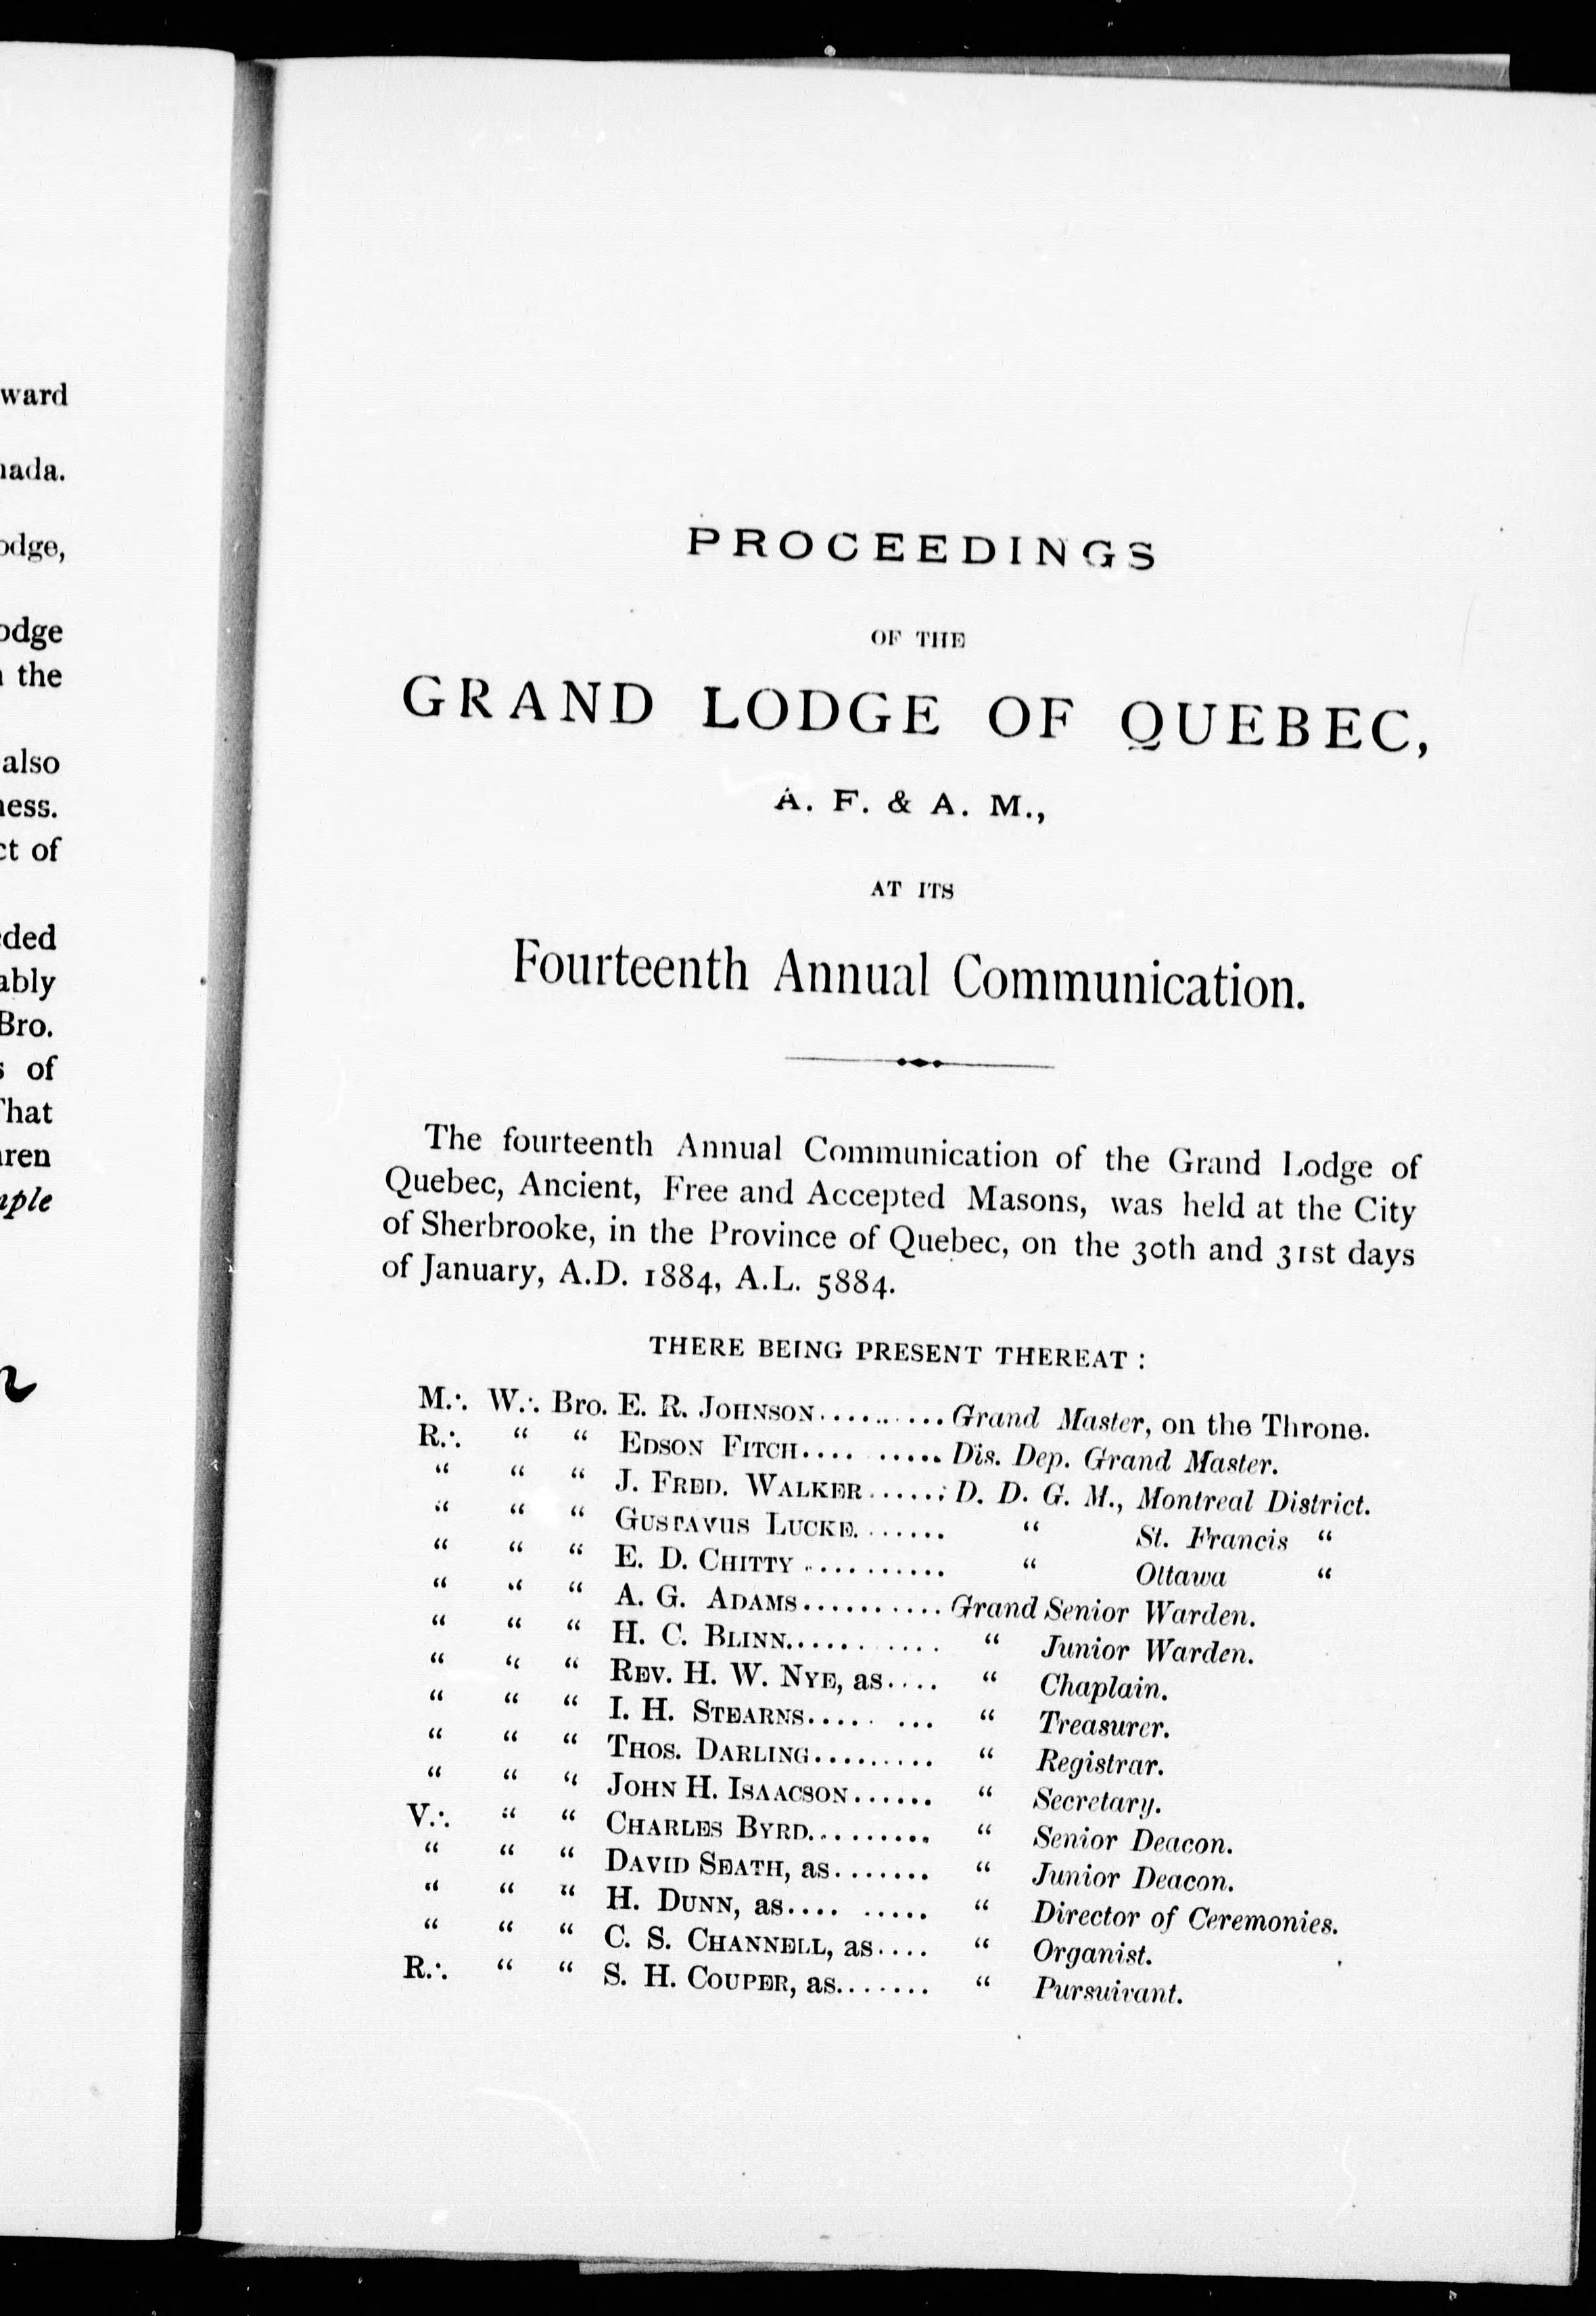 ward
nada.
odge,
odge
the
also
ness.
ct of
ded
ably
Bro.
s of
That
ren
mple
PROCEEDINGS
OF THE
GRAND LODGE OF QUEBEC,
A. F. & A. M.,
AT ITS
Fourteenth Annual Communication.
The fourteenth Annual Communication of the Grand Lodge of
Quebec, Ancient, Free and Accepted Masons, was held at the City
of Sherbrooke, in the Province of Quebec, on the 30th and 31st days
of January, A.D. 1884, A.L. 5884.
THERE BEING PRESENT THEREAT :
M.·. W.·. Bro. E. R. JOHNSON.......... Grand Master, on the Throne.
R.·. “ “ EDSON FITCH.... ..... Dis. Dep. Grand Master.
“ “ “ J. FRED. WALKER......: D. D. G. M., Montreal District.
“ “ “ GUSTAVUS LUCKE....... “ St. Francis “
“ “ “ E. D. CHITTY ........... “ Ottawa “
“ “ “ A. G. ADAMS.......... Grand Senior Warden.
“ “ “ H. C. BLINN........... “ Junior Warden.
“ “ “ REV. H. W. NYE, as.... “ Chaplain.
“ “ “ I. H. STEARNS..... ... “ Treasurer.
“ “ “ THOS. DARLING......... “ Registrar.
“ “ “ JOHN H. ISAACSON...... “ Secretary.
V.·. “ “ CHARLES BYRD.......... “ Senior Deacon.
“ “ “ DAVID SEATH, as....... “ Junior Deacon.
“ “ “ H. DUNN, as.... ..... “ Director of Ceremonies.
“ “ “ C. S. CHANNELL, as.... “ Organist.
R.·. “ “ S. H. COUPER, as....... “ Pursuivant.